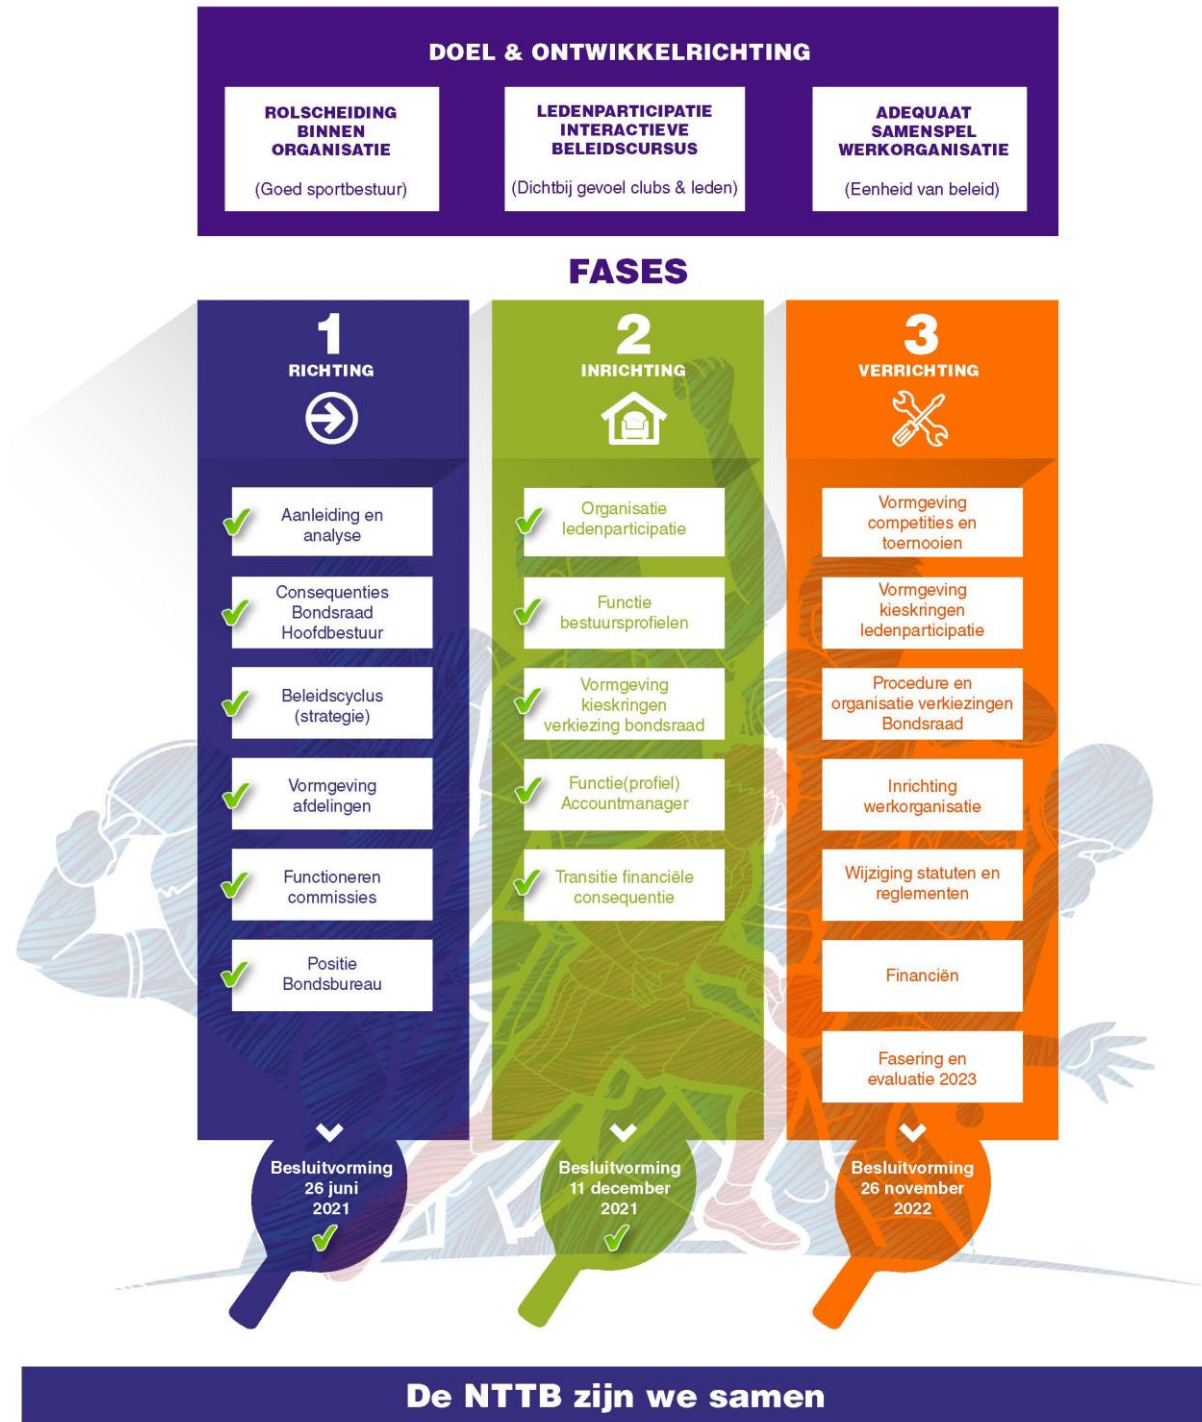 DOEL & ONTWIKKELRICHTING
ROLSCHEIDING
BINNEN
ORGANISATIE
(Goed sportbestuur)
LEDENPARTICIPATIE
INTERACTIEVE
BELEIDSCURSUS
(Dichtbij gevoel clubs & leden)
ADEQUAAT
SAMENSPEL
WERKORGANISATIE
(Eenheid van beleid)
FASES
1
RICHTING
Aanleiding en
analyse
Consequenties
Bondsraad
Hoofdbestuur
Beleidscyclus
(strategie)
Vormgeving
afdelingen
Functioneren
commissies
Positie
Bondsbureau
Besluitvorming
26 juni
2021
2
INRICHTING
Organisatie
ledenparticipatie
Functie
bestuursprofielen
Vormgeving
kieskringen
verkiezing bondsraad
Functie(profiel)
Accountmanager
Transitie financiële
consequentie
Besluitvorming
11 december
2021
3
VERRICHTING
Vormgeving
competities en
toernooien
Vormgeving
kieskringen
ledenparticipatie
Procedure en
organisatie verkiezingen
Bondsraad
Inrichting
werkorganisatie
Wijziging statuten en
reglementen
Financiën
Fasering en
evaluatie 2023
Besluitvorming
26 november
2022
De NTTB zijn we samen